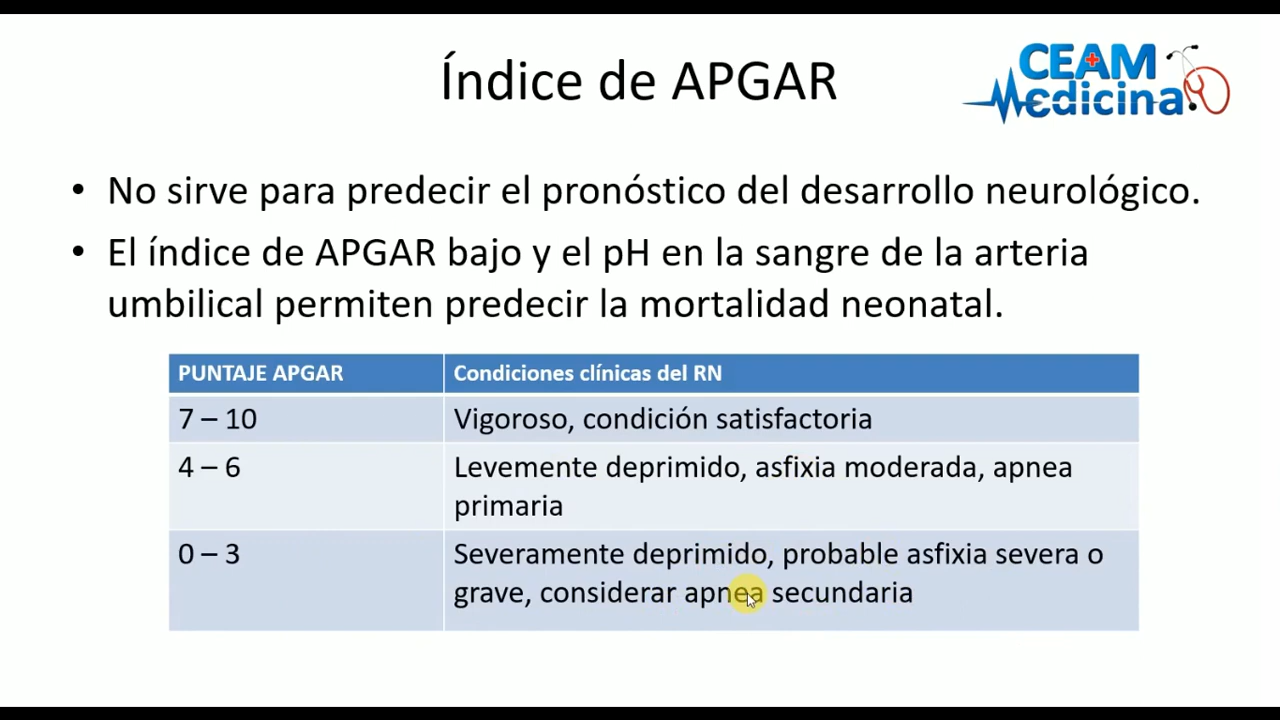 Índice de APGAR
CEAM
Medicina
• No sirve para predecir el pronóstico del desarrollo neurológico.
• El índice de APGAR bajo y el pH en la sangre de la arteria
umbilical permiten predecir la mortalidad neonatal.
PUNTAJE APGAR Condiciones clínicas del RN
7 – 10 Vigoroso, condición satisfactoria
4 – 6 Levemente deprimido, asfixia moderada, apnea
primaria
0 – 3 Severamente deprimido, probable asfixia severa o
grave, considerar apnea secundaria